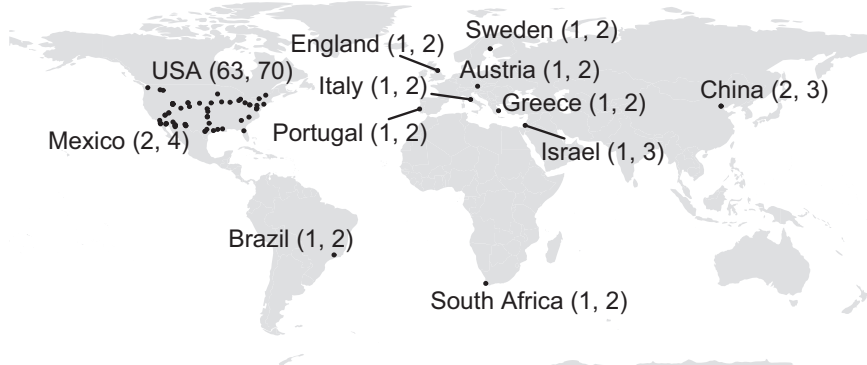 Sweden (1, 2)
England (1, 2)
USA (63, 70)
Austria (1, 2)
Italy (1, 2)
China (2, 3)
Greece (1, 2)
Portugal (1, 2)
Mexico (2, 4)
Israel (1, 3)
Brazil (1, 2)
South Africa (1, 2)